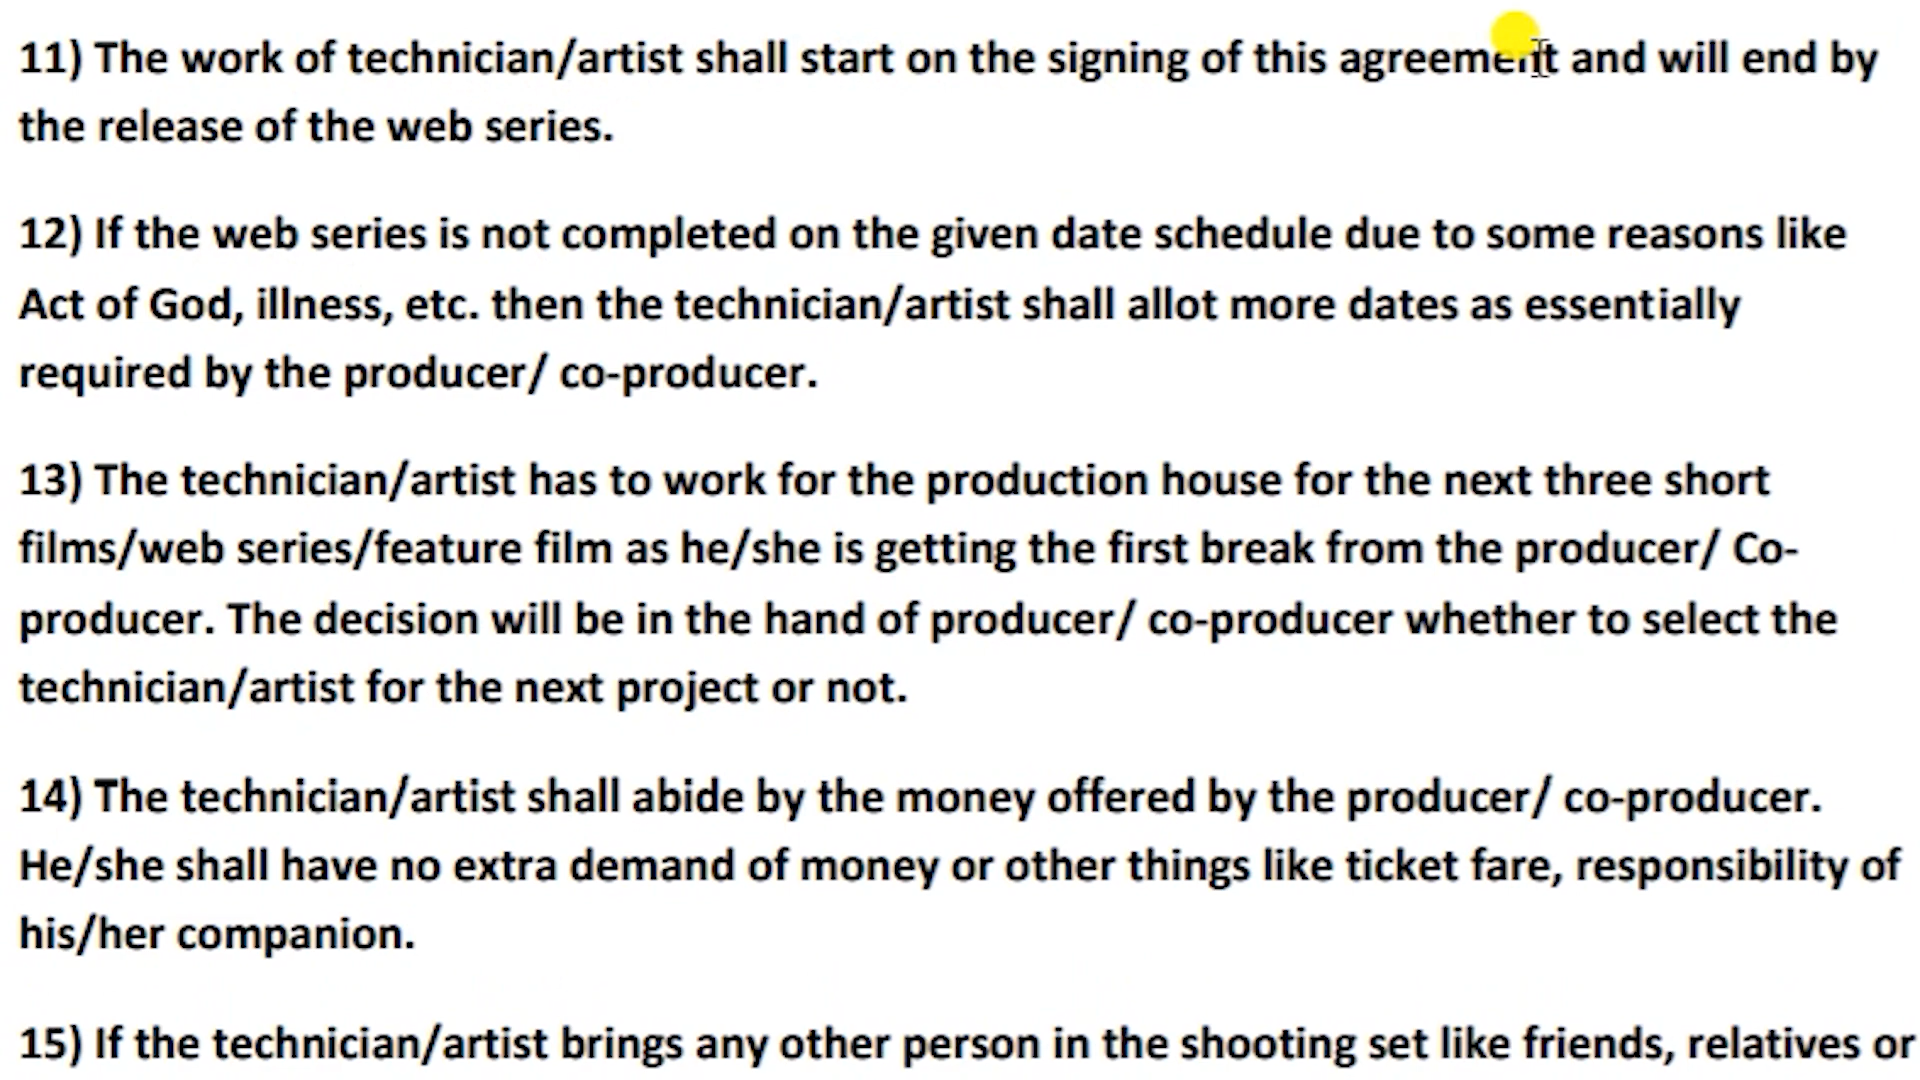 11) The work of technician/artist shall start on the signing of this agreement and will end by
the release of the web series.
12) If the web series is not completed on the given date schedule due to some reasons like
Act of God, illness, etc. then the technician/artist shall allot more dates as essentially
required by the producer/ co-producer.
13) The technician/artist has to work for the production house for the next three short
films/web series/feature film as he/she is getting the first break from the producer/ Co-
producer. The decision will be in the hand of producer/ co-producer whether to select the
technician/artist for the next project or not.
14) The technician/artist shall abide by the money offered by the producer/ co-producer.
He/she shall have no extra demand of money or other things like ticket fare, responsibility of
his/her companion.
15) If the technician/artist brings any other person in the shooting set like friends, relatives or